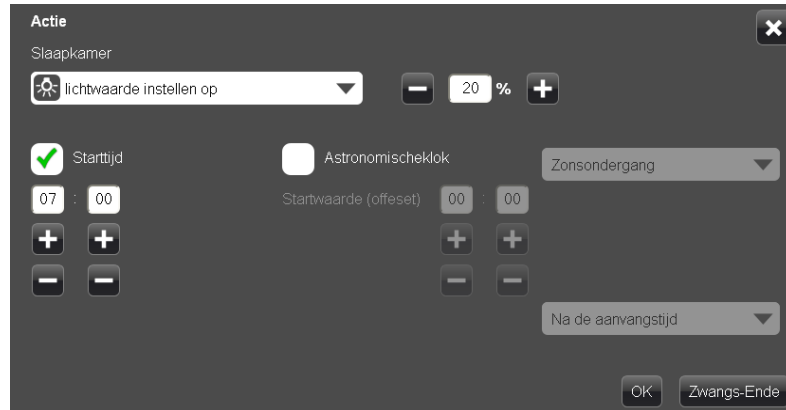 Actie
Slaapkamer
lichtwaarde instellen op 20 %
Starttijd Astronomischeklok Zonsondergang
07 : 00 Startwaarde (offeset) 00 : 00
Na de aanvangstijd
OK Zwangs-Ende